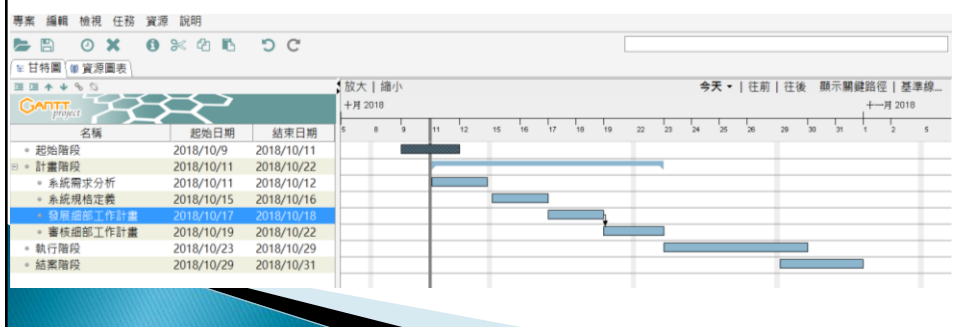 專案 編輯 檢視 任務 資源 說明
甘特圖 資源圖表
放大 | 縮小 今天 | 往前 | 往後 顯示關鍵路徑 | 基準線...
GANTT project
十月 2018 十一月 2018
名稱 起始日期 結束日期
5 8 9 11 12 15 16 17 18 19 22 23 24 25 26 29 30 31 1 2 5
起始階段 2018/10/9 2018/10/11
計畫階段 2018/10/11 2018/10/22
系統需求分析 2018/10/11 2018/10/12
系統規格定義 2018/10/15 2018/10/16
發展細部工作計畫 2018/10/17 2018/10/18
審核細部工作計畫 2018/10/19 2018/10/22
執行階段 2018/10/23 2018/10/29
結案階段 2018/10/29 2018/10/31